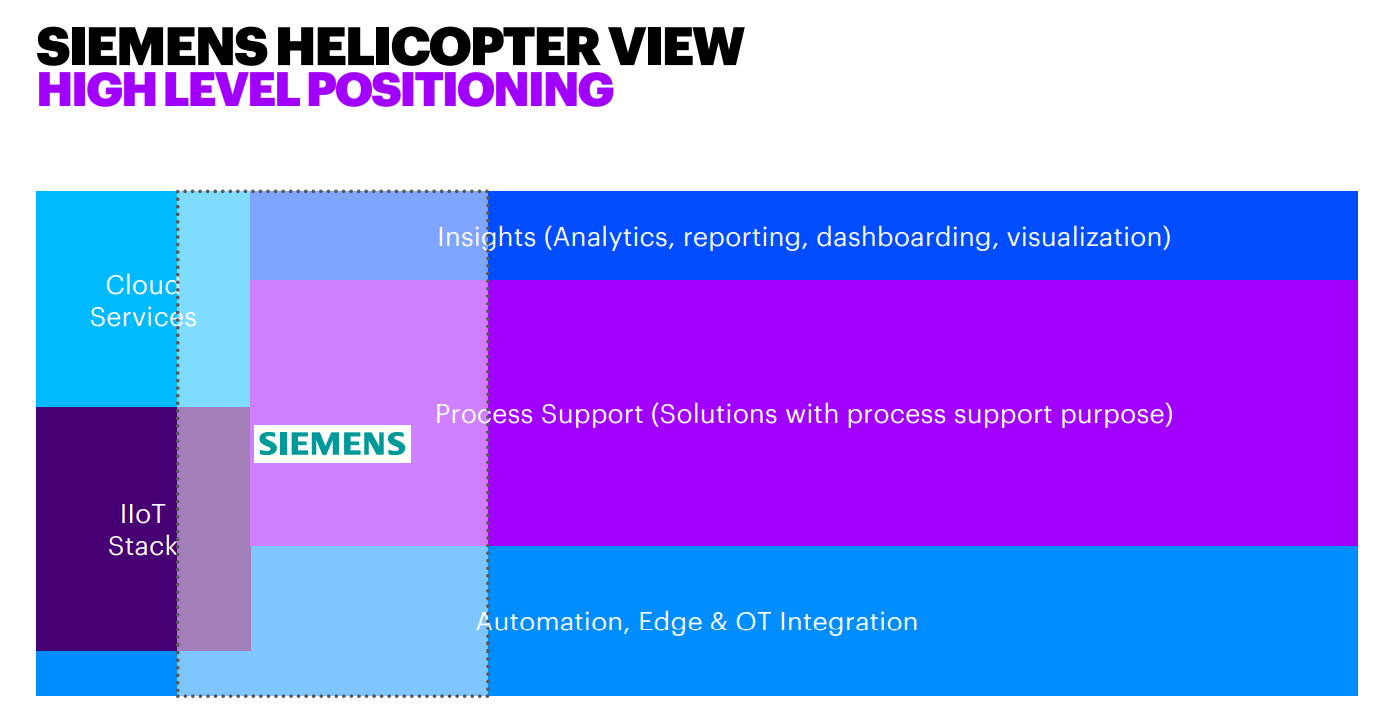 SIEMENS HELICOPTER VIEW
HIGH LEVEL POSITIONING
Insights (Analytics, reporting, dashboarding, visualization)
Cloud
Services
Process Support (Solutions with process support purpose)
SIEMENS
IIoT
Stack
Automation, Edge & OT Integration